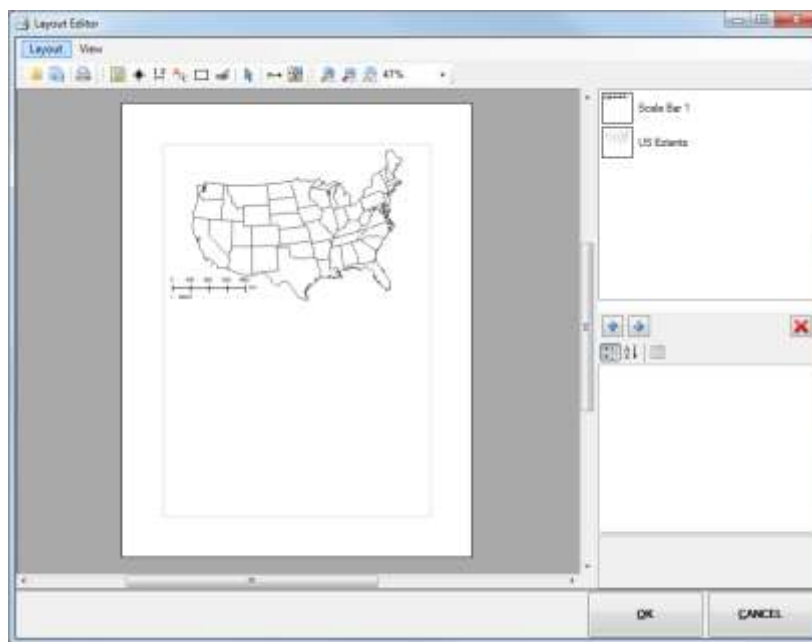 Layout Editor
Layout View
47%
Scale Bar 1
US Extents
OK CANCEL